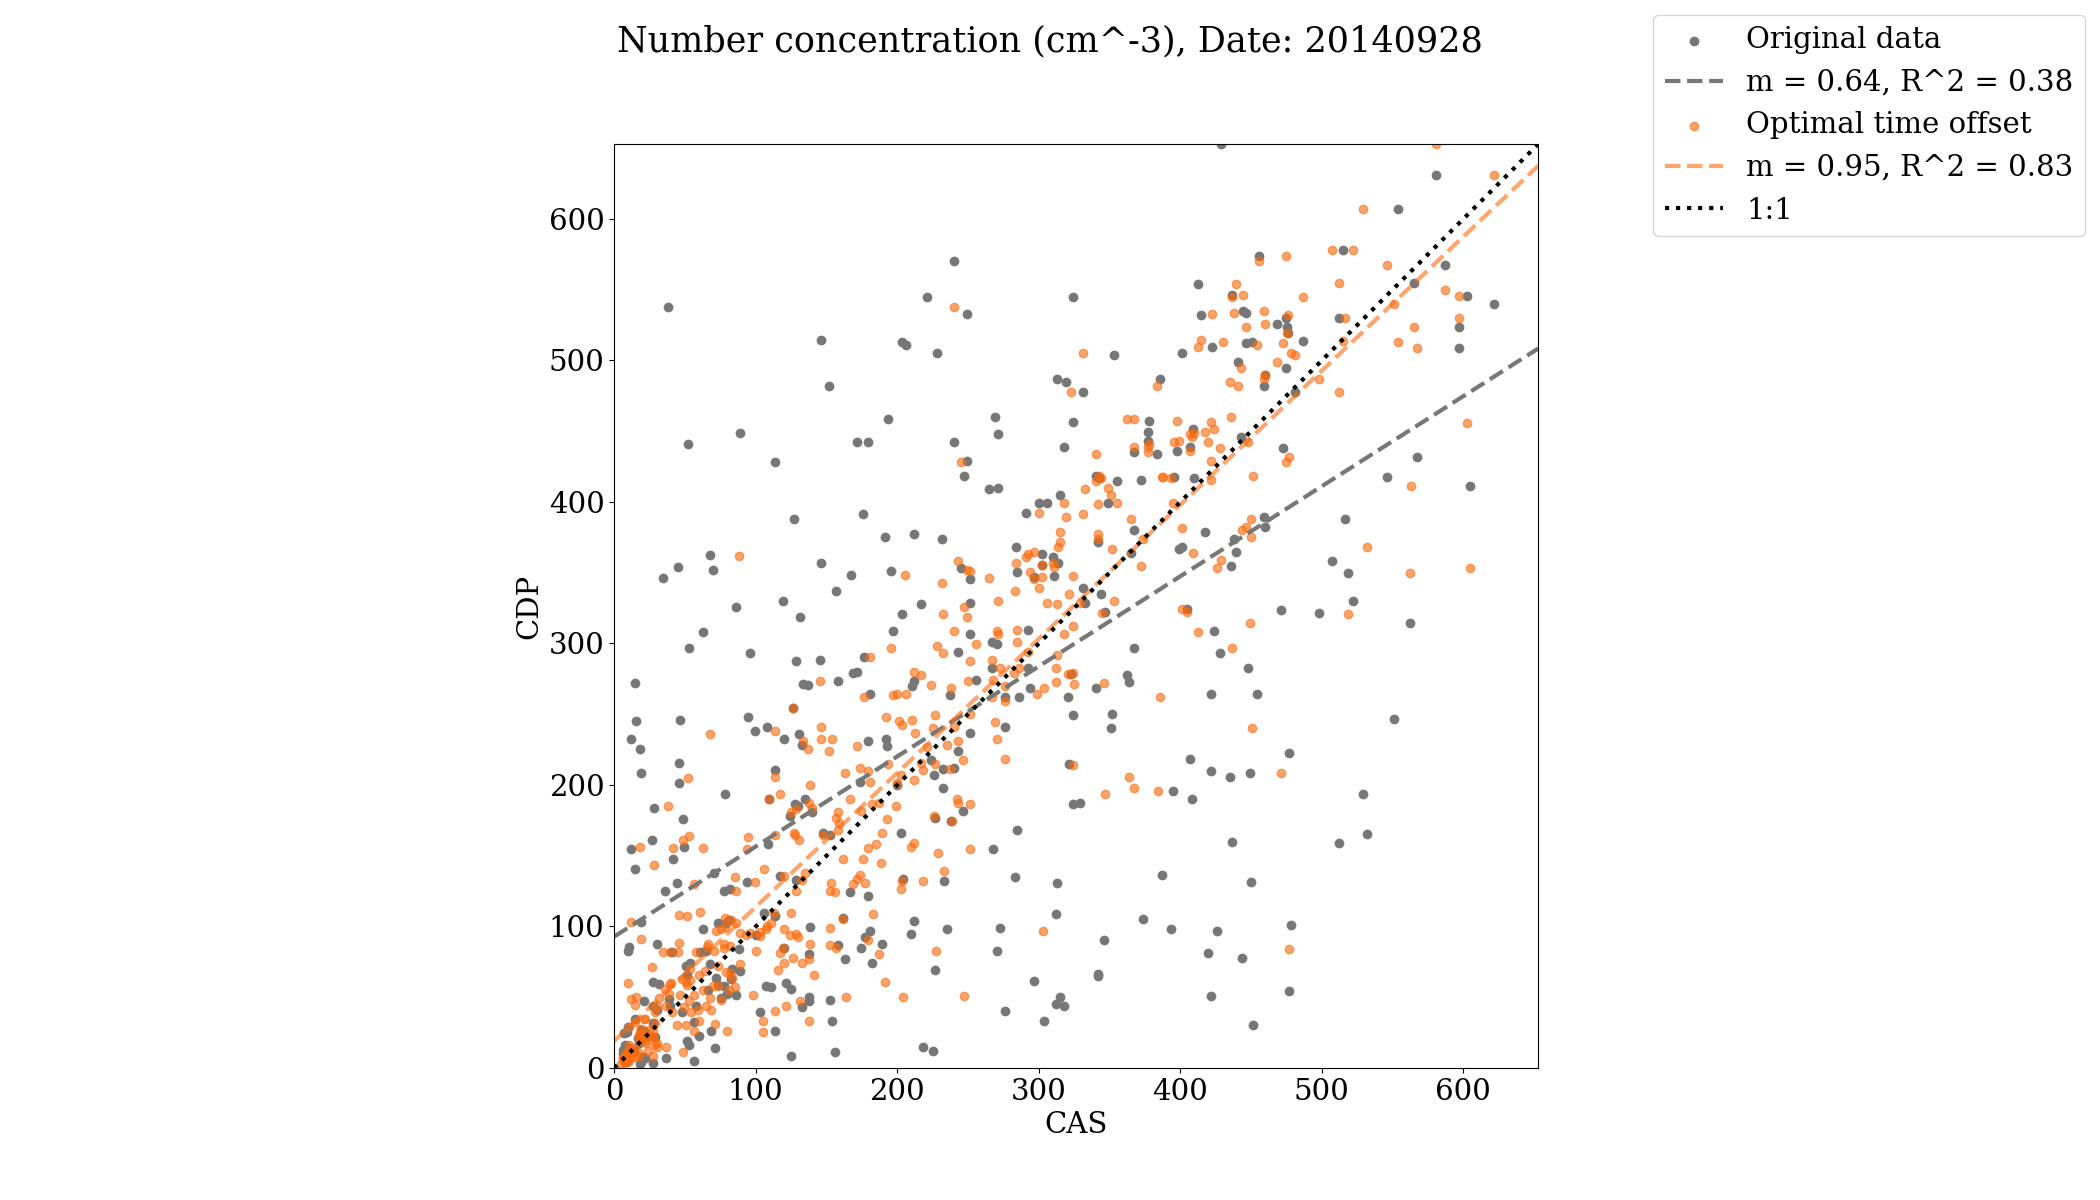 Number concentration (cm^-3), Date: 20140928
Original data
m = 0.64, R^2 = 0.38
Optimal time offset
m = 0.95, R^2 = 0.83
1:1
600
500
400
300
200
100
0
CDP
0 100 200 300 400 500 600
CAS